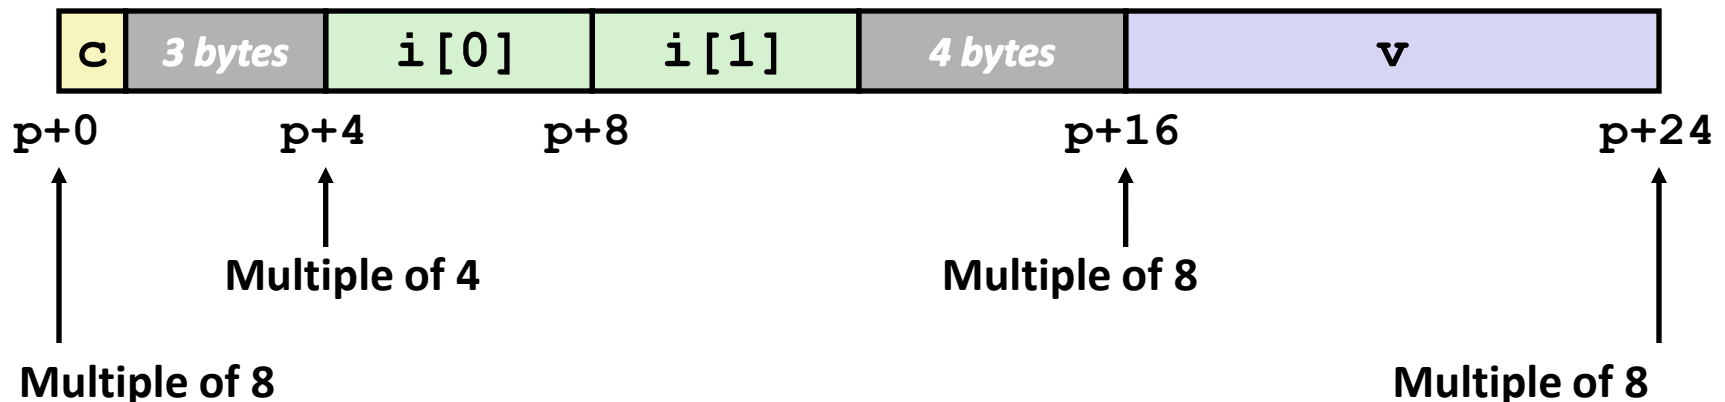 c 3 bytes i[0] i[1] 4 bytes v
p+0 p+4 p+8 p+16 p+24
Multiple of 4 Multiple of 8
Multiple of 8 Multiple of 8